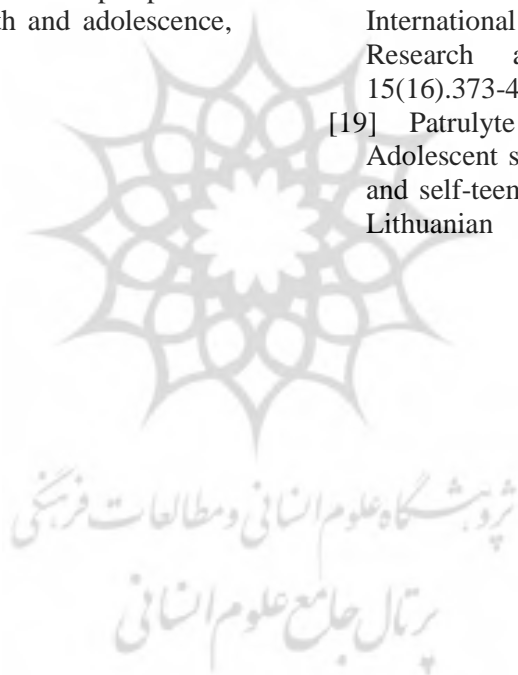 th and adolescence,
International
Research a
15(16).373-4
[19] Patrulyte
Adolescent s
and self-teen
Lithuanian
پژوهشگاه علوم انسانی و مطالعات فرهنگی
پرتال جامع علوم انسانی